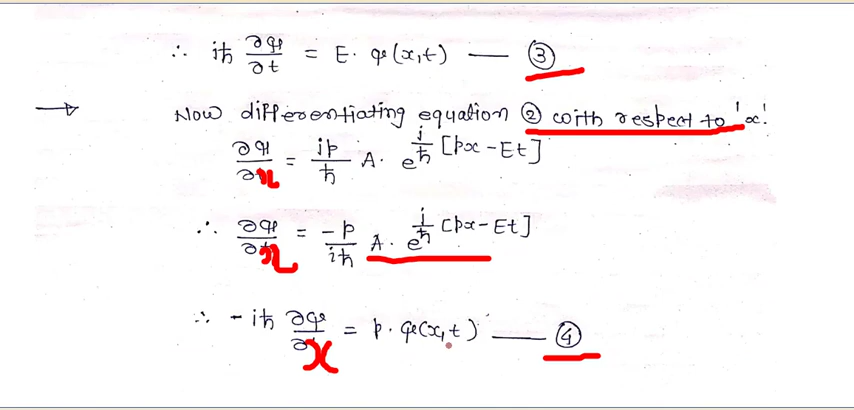 ∴ iħ ∂ψ/∂t = E. ψ(x,t) — ③
→ Now differentiating equation ② with respect to 'x'.
∂ψ/∂x = ip/ħ A. e^{i/ħ [px - Et]}
∴ ∂ψ/∂x = -p/iħ A. e^{i/ħ [px - Et]}
∴ -iħ ∂ψ/∂x = p. ψ(x,t) — ④